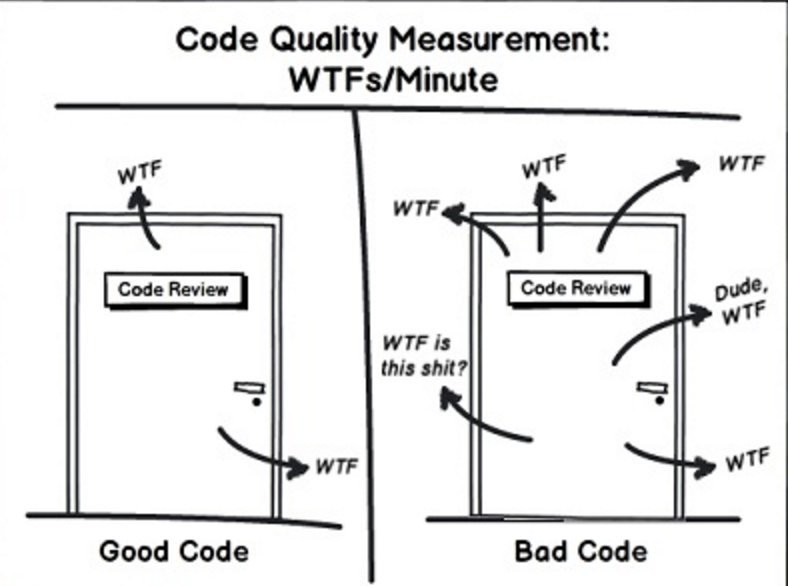 Code Quality Measurement:
WTFs/Minute
WTF
Code Review
WTF
Good Code
WTF
WTF
WTF
Code Review
Dude,
WTF
WTF is
this shit?
WTF
Bad Code